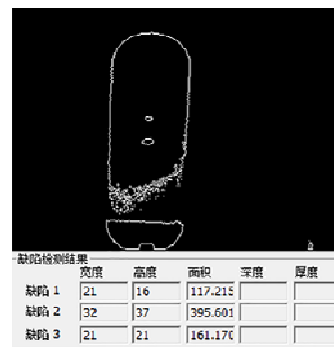 缺陷检测结果
宽度 高度 面积 深度 厚度
缺陷 1 21 16 117.215
缺陷 2 32 37 395.601
缺陷 3 21 21 161.170